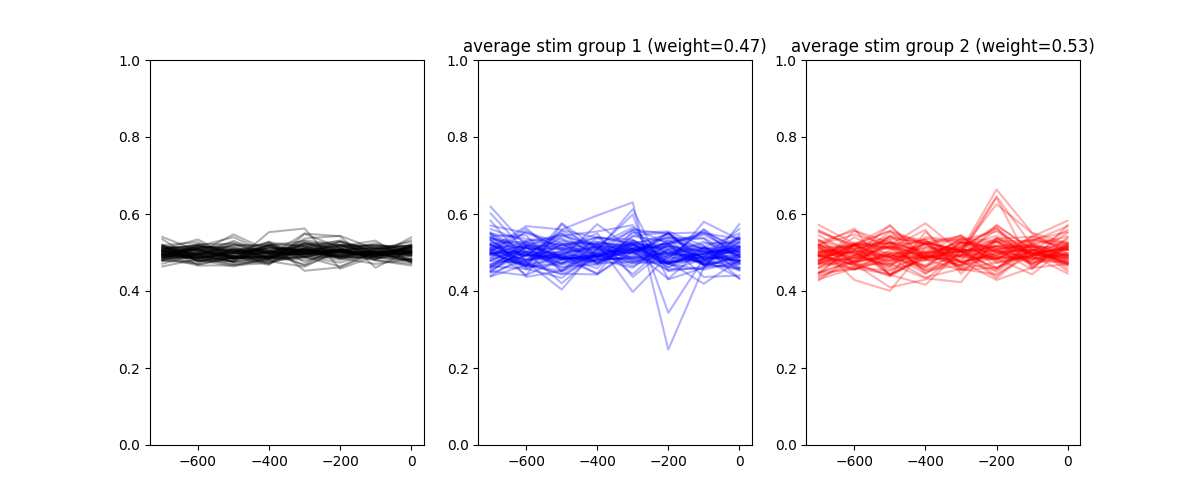 average stim group 1 (weight=0.47) average stim group 2 (weight=0.53)
1.0 1.0 1.0
0.8 0.8 0.8
0.6 0.6 0.6
0.4 0.4 0.4
0.2 0.2 0.2
0.0 0.0 0.0
−600 −400 −200 0 −600 −400 −200 0 −600 −400 −200 0